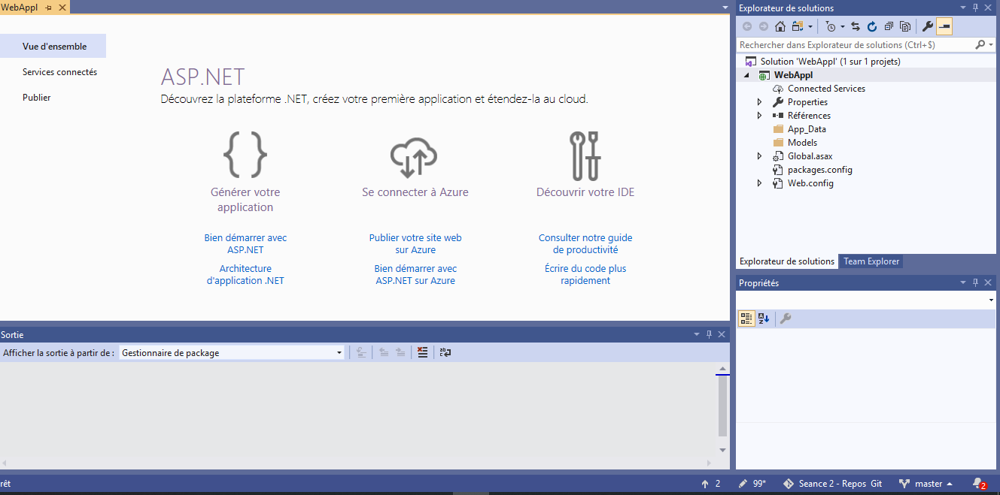 WebAppl
Vue d'ensemble
Services connectés
Publier
ASP.NET
Découvrez la plateforme .NET, créez votre première application et étendez-la au cloud.
Générer votre
application
Bien démarrer avec
ASP.NET
Architecture
d'application .NET
Se connecter à Azure
Publier votre site web
sur Azure
Bien démarrer avec
ASP.NET sur Azure
Découvrir votre IDE
Consulter notre guide
de productivité
Écrire du code plus
rapidement
Sortie
Afficher la sortie à partir de : Gestionnaire de package
Explorateur de solutions
Rechercher dans Explorateur de solutions (Ctrl+$)
Solution 'WebAppl' (1 sur 1 projets)
WebAppl
Connected Services
Properties
Références
App_Data
Models
Global.asax
packages.config
Web.config
Explorateur de solutions Team Explorer
Propriétés
rêt 2 99* Seance 2 - Repos Git master 2